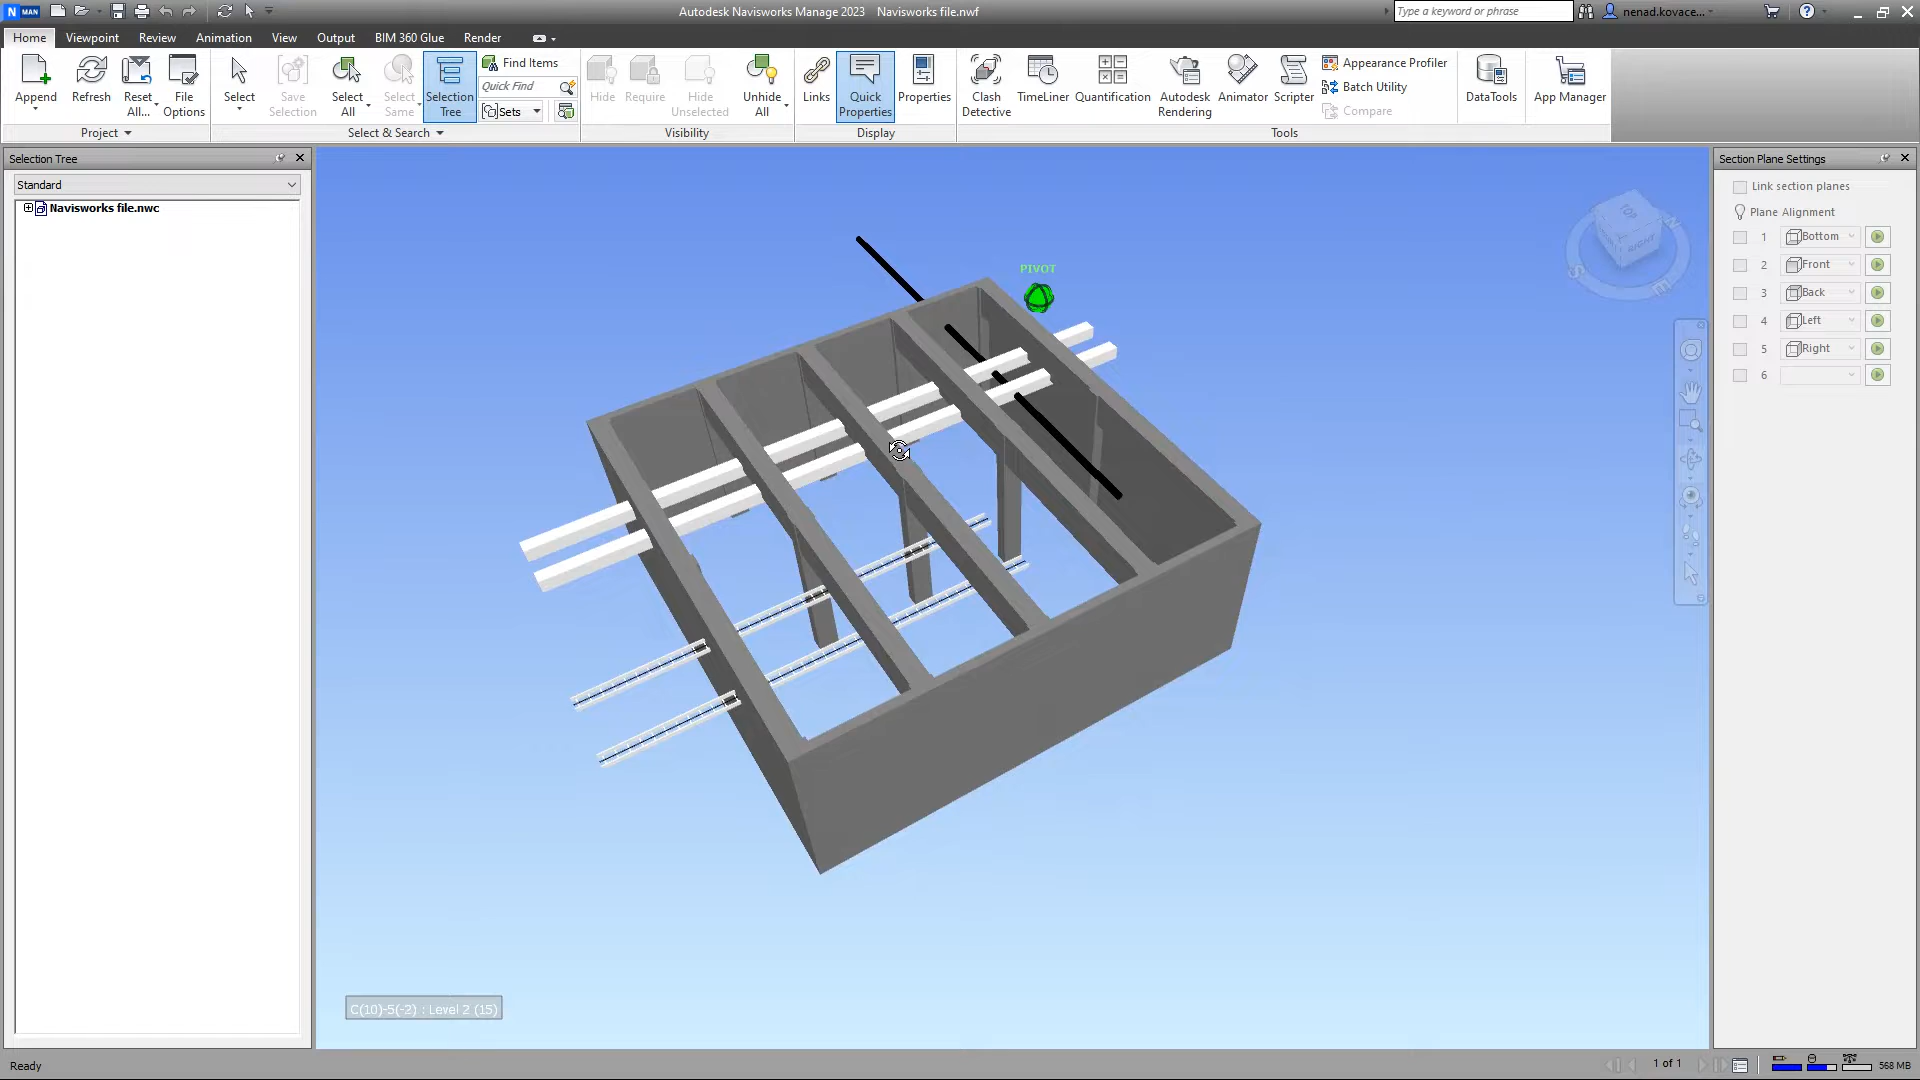 N MAN
Autodesk Navisworks Manage 2023 Navisworks file.nwf
Type a keyword or phrase
nenad.kovace...
Home Viewpoint Review Animation View Output BIM 360 Glue Render
Append
Refresh
Reset
All...
File
Options
Project
Select
Save
Selection
Select
All
Select
Same
Selection
Tree
Find Items
Quick Find
Sets
Select & Search
Hide
Require
Hide
Unselected
Unhide
All
Visibility
Links
Quick
Properties
Properties
Display
Clash
Detective
TimeLiner
Quantification
Autodesk
Rendering
Animator
Scripter
Appearance Profiler
Batch Utility
Compare
Tools
DataTools
App Manager
Selection Tree
Standard
Navisworks file.nwc
PIVOT
TOP
RIGHT
N
S
E
C(10)-5(-2) : Level 2 (15)
Section Plane Settings
Link section planes
Plane Alignment
1 Bottom
2 Front
3 Back
4 Left
5 Right
6
Ready
1 of 1
568 MB